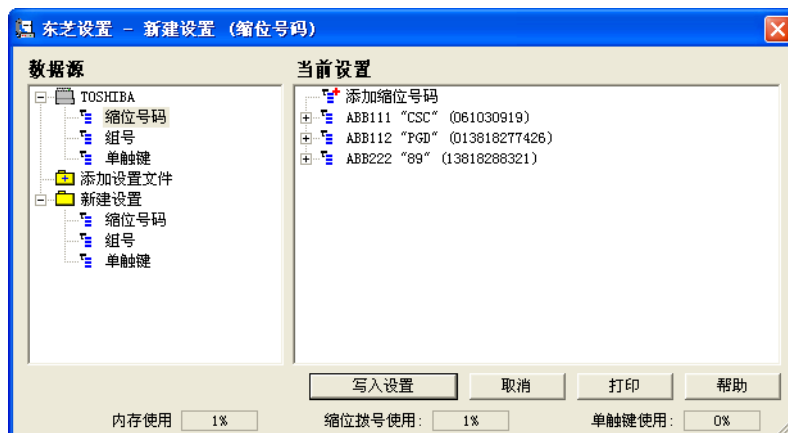 东芝设置 - 新建设置 (缩位号码)
数据源
TOSHIBA
缩位号码
组号
单触键
添加设置文件
新建设置
缩位号码
组号
单触键
当前设置
添加缩位号码
ABB111 "CSC" (061030919)
ABB112 "PGD" (013818277426)
ABB222 "89" (13818288321)
写入设置 取消 打印 帮助
内存使用 1% 缩位拨号使用: 1% 单触键使用: 0%